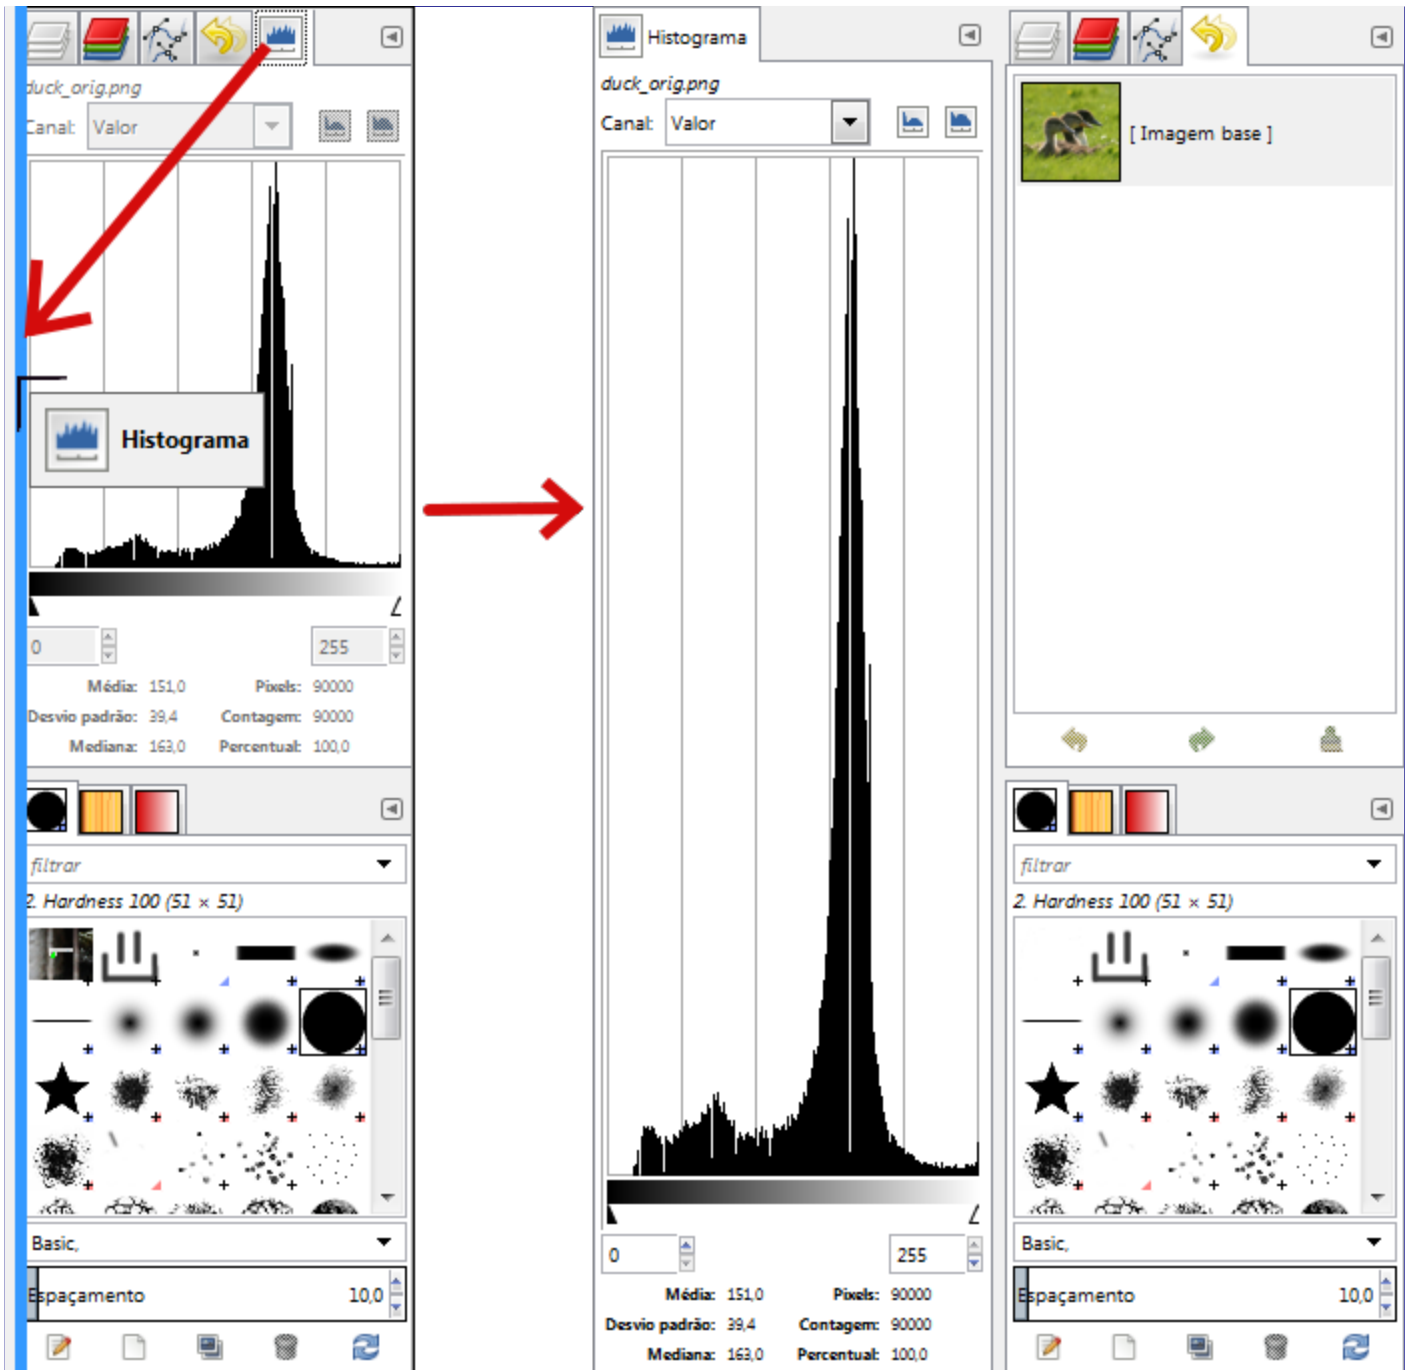 duck_orig.png
Canal: Valor
Histograma
0 255
Média: 151,0 Pixels: 90000
Desvio padrão: 39,4 Contagem: 90000
Mediana: 163,0 Percentual: 100,0
filtrar
2. Hardness 100 (51 × 51)
Basic,
Espaçamento 10,0
Histograma
duck_orig.png
Canal: Valor
0 255
Média: 151,0 Pixels: 90000
Desvio padrão: 39,4 Contagem: 90000
Mediana: 163,0 Percentual: 100,0
[ Imagem base ]
filtrar
2. Hardness 100 (51 × 51)
Basic,
Espaçamento 10,0